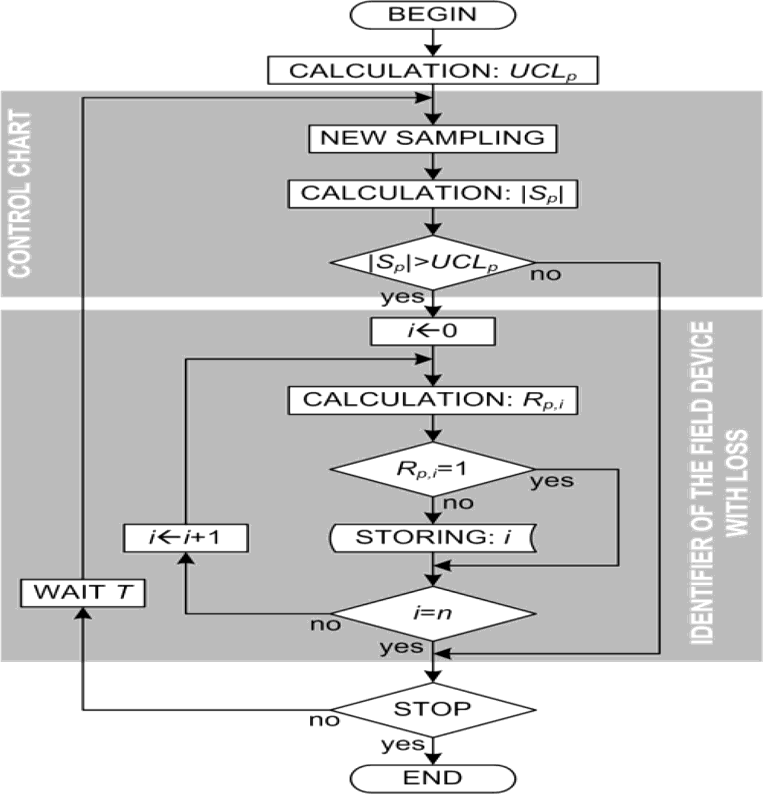 BEGIN
CALCULATION: UCLp
CONTROL CHART
NEW SAMPLING
CALCULATION: |Sp|
|Sp|>UCLp
no
yes
i←0
IDENTIFIER OF THE FIELD DEVICE
WITH LOSS
CALCULATION: Rp,i
Rp,i=1
yes
no
i←i+1
STORING: i
WAIT T
i=n
no
yes
STOP
no
yes
END